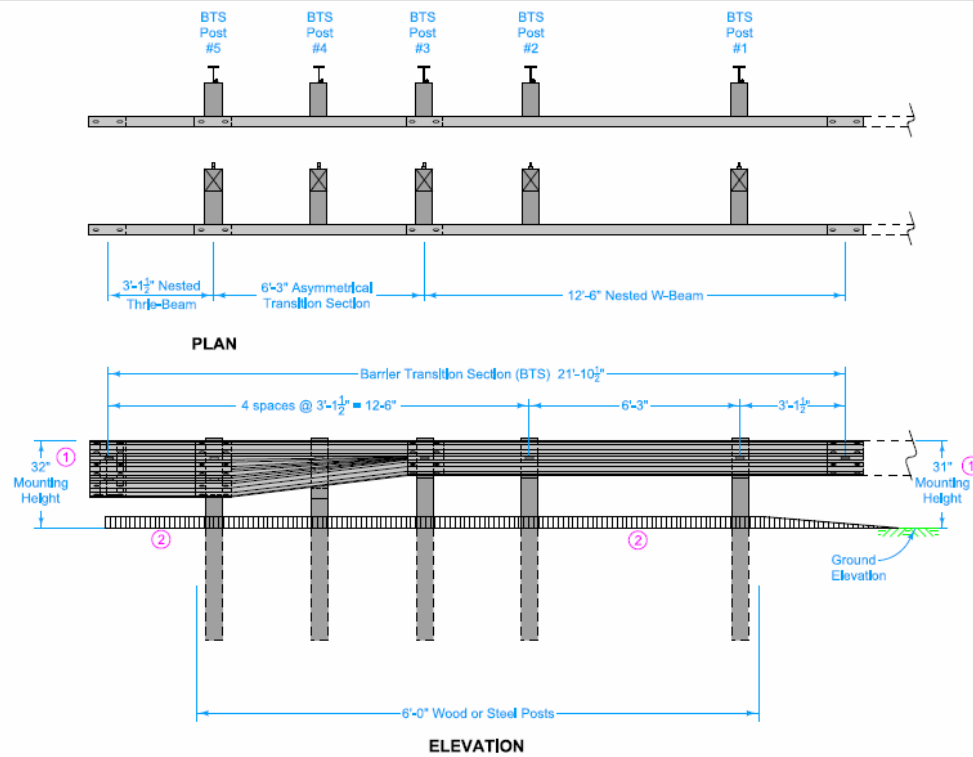 BTS
Post
#5
BTS
Post
#4
BTS
Post
#3
BTS
Post
#2
BTS
Post
#1
3'-1½" Nested
Thrie-Beam
6'-3" Asymmetrical
Transition Section
12'-6" Nested W-Beam
PLAN
Barrier Transition Section (BTS) 21'-10½"
4 spaces @ 3'-1½" = 12-6"
6'-3"
3'-1½"
32"
Mounting
Height
1
31"
Mounting
Height
1
2
2
Ground
Elevation
6'-0" Wood or Steel Posts
ELEVATION